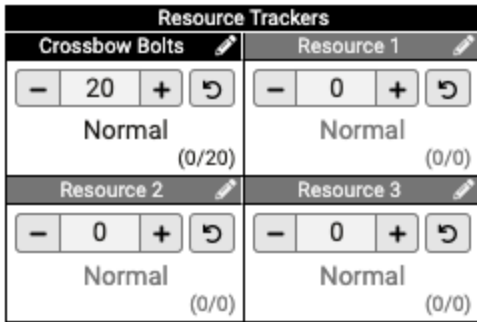 Resource Trackers
Crossbow Bolts Resource 1
− 20 + − 0 +
Normal Normal
(0/20) (0/0)
Resource 2 Resource 3
− 0 + − 0 +
Normal Normal
(0/0) (0/0)